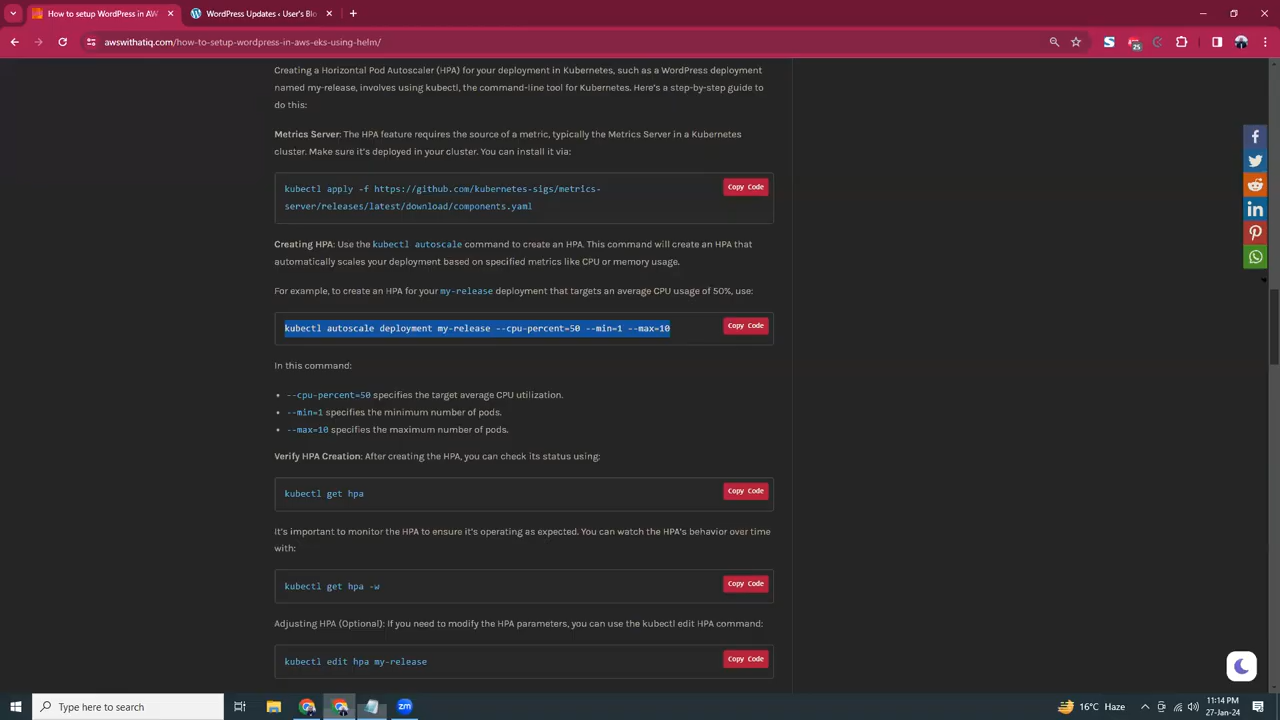 How to setup WordPress in AW
WordPress Updates ‹ User's Blo
awswithatiq.com/how-to-setup-wordpress-in-aws-eks-using-helm/
25
Creating a Horizontal Pod Autoscaler (HPA) for your deployment in Kubernetes, such as a WordPress deployment
named my-release, involves using kubectl, the command-line tool for Kubernetes. Here's a step-by-step guide to
do this:
Metrics Server: The HPA feature requires the source of a metric, typically the Metrics Server in a Kubernetes
cluster. Make sure it's deployed in your cluster. You can install it via:
kubectl apply -f https://github.com/kubernetes-sigs/metrics-
server/releases/latest/download/components.yaml
Copy Code
Creating HPA: Use the kubectl autoscale command to create an HPA. This command will create an HPA that
automatically scales your deployment based on specified metrics like CPU or memory usage.
For example, to create an HPA for your my-release deployment that targets an average CPU usage of 50%, use:
kubectl autoscale deployment my-release --cpu-percent=50 --min=1 --max=10
Copy Code
In this command:
--cpu-percent=50 specifies the target average CPU utilization.
--min=1 specifies the minimum number of pods.
--max=10 specifies the maximum number of pods.
Verify HPA Creation: After creating the HPA, you can check its status using:
kubectl get hpa
Copy Code
It's important to monitor the HPA to ensure it's operating as expected. You can watch the HPA's behavior over time
with:
kubectl get hpa -w
Copy Code
Adjusting HPA (Optional): If you need to modify the HPA parameters, you can use the kubectl edit HPA command:
kubectl edit hpa my-release
Copy Code
Type here to search
16°C Haze
11:14 PM
27-Jan-24